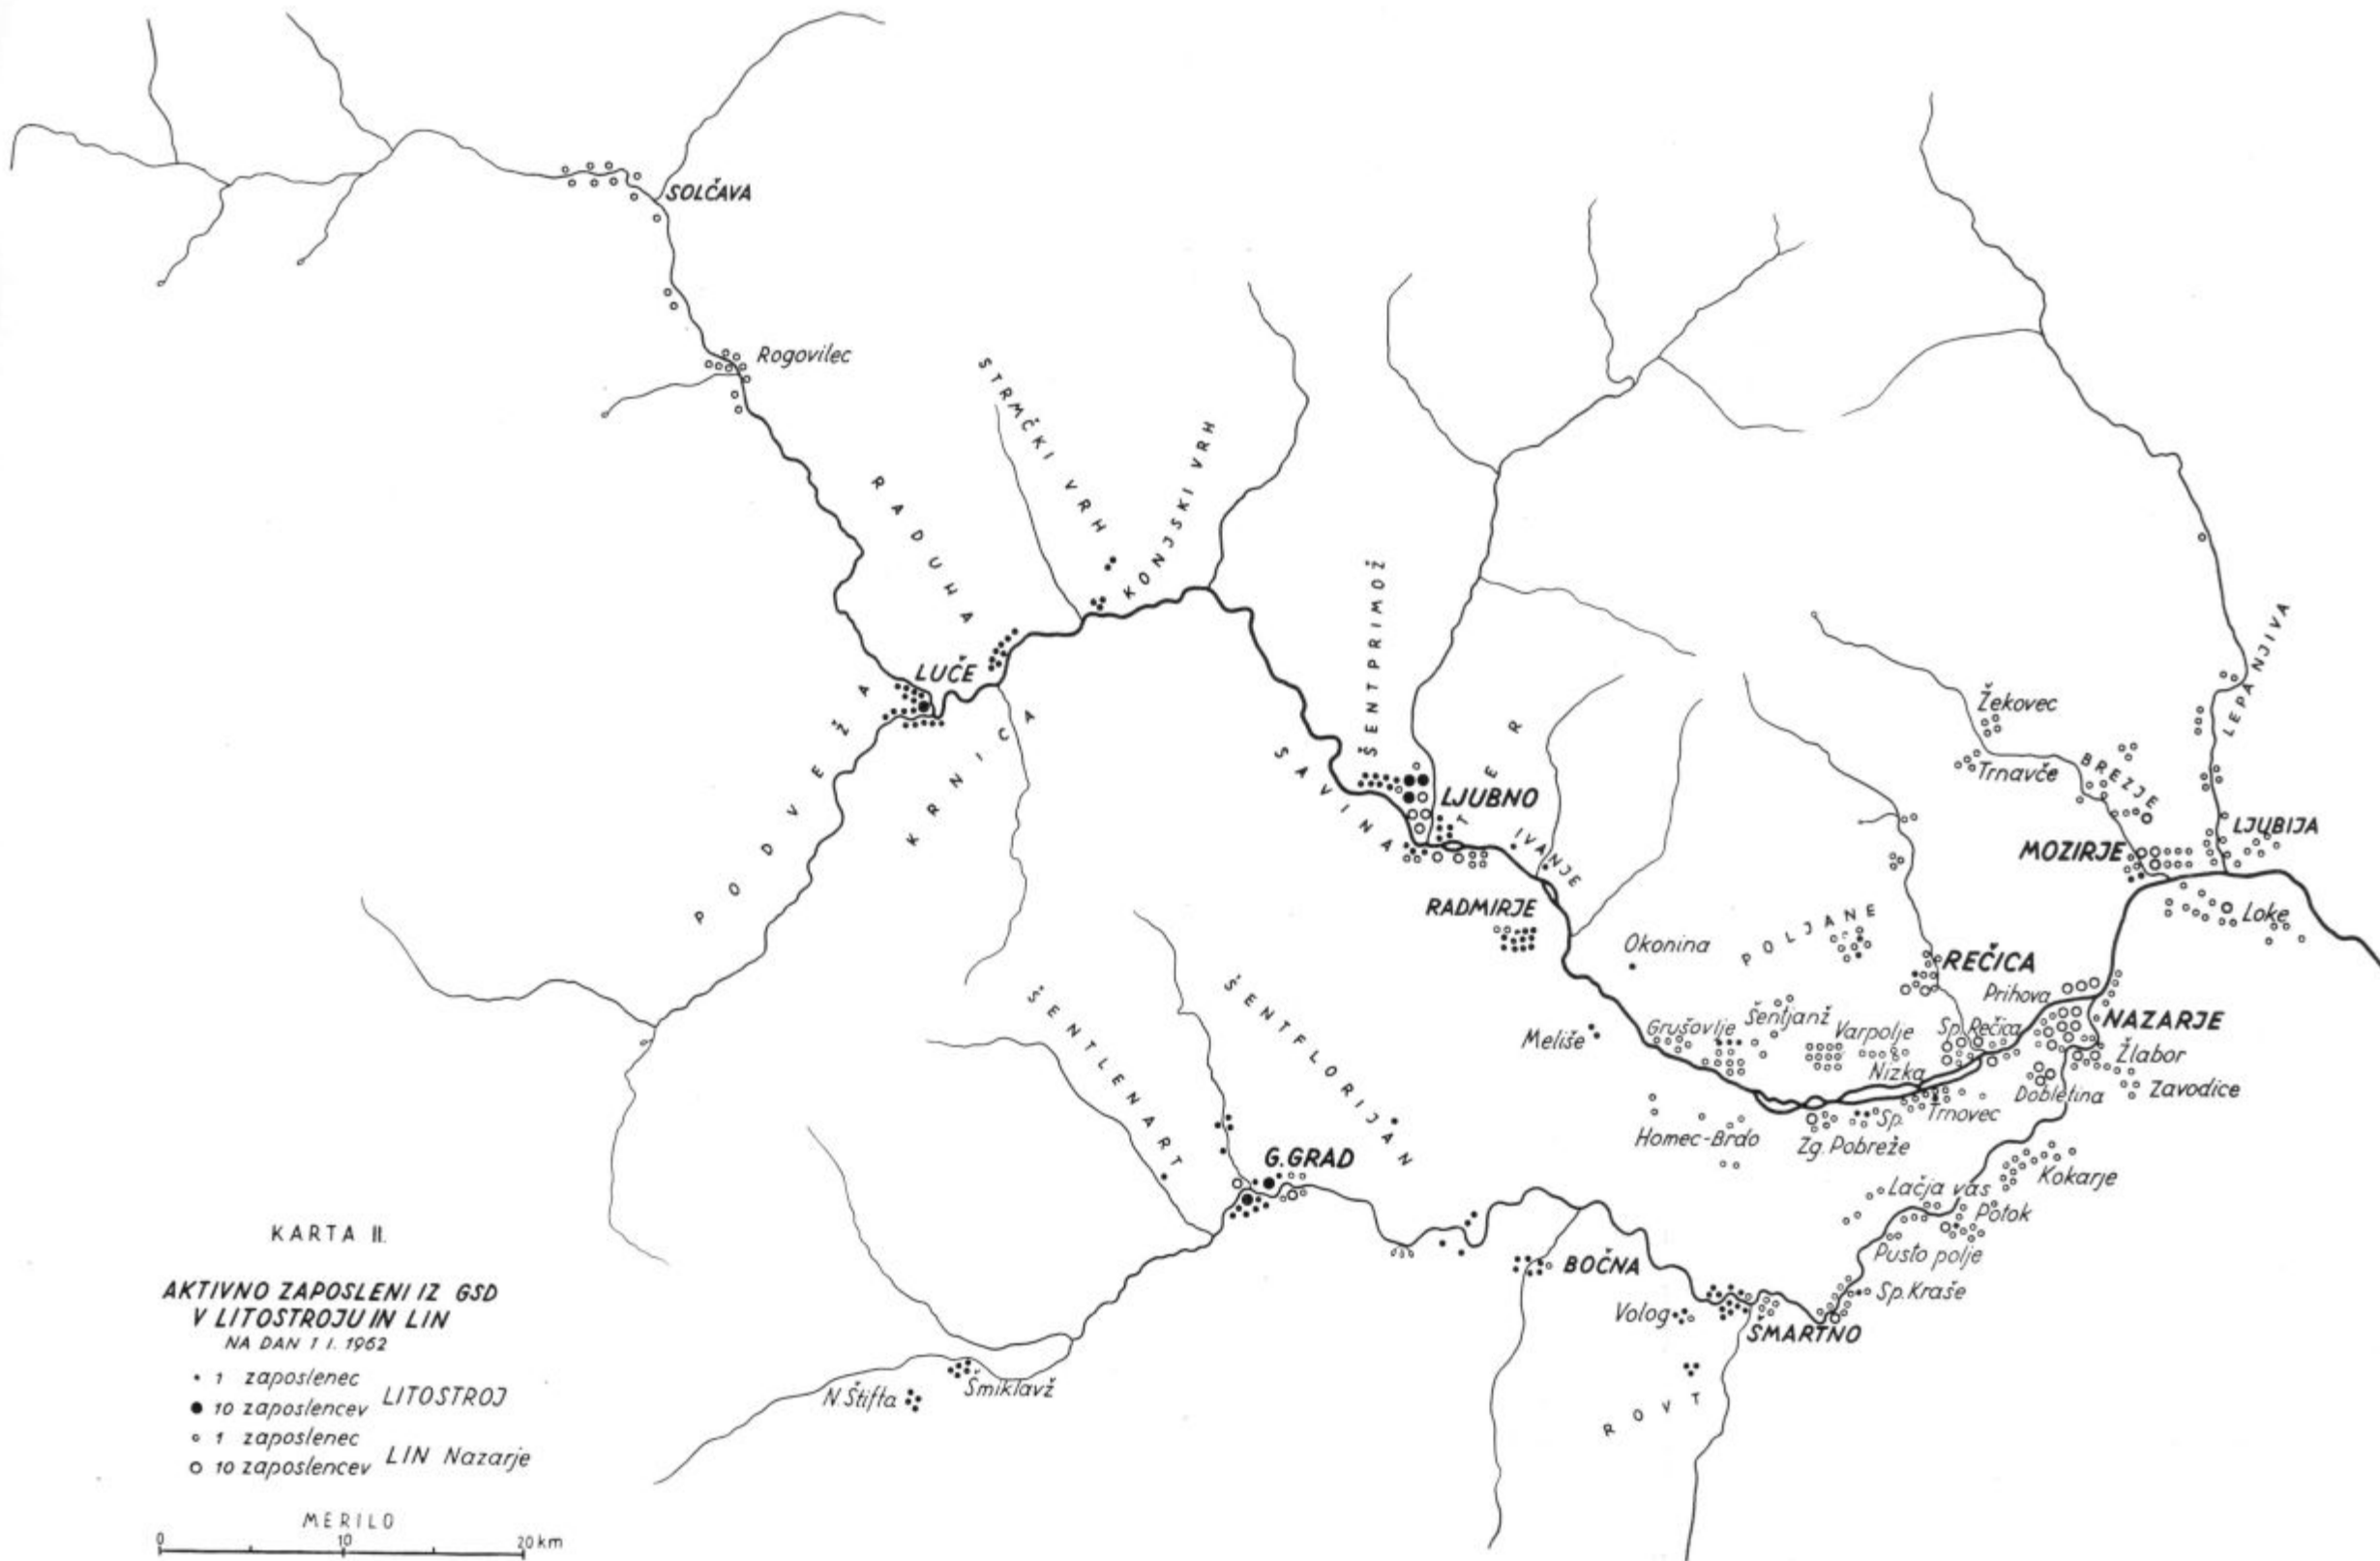 SOLČAVA
Rogovilec
STRMČKI VRH
KONJSKI VRH
RADUHA
LUČE
PODVEŽA
KRNICA
SAVINA
ŠENTPRIMOŽ
LJUBNO
TER
IVANJE
RADMIRJE
Okonina
POLJANE
Žekovec
Trnavče
BREZJE
LEPA NJIVA
LJUBIJA
MOZIRJE
Loke
REČICA
Prihova
NAZARJE
Meliše
Grušovlje
Šentjanž
Varpolje
Sp. Rečica
Žlabor
Nizka
Dobletina
Zavodice
Homec-Brdo
Zg. Pobreže
Sp.
Trnovec
ŠENTLENART
ŠENTFLORIJAN
G. GRAD
Kokarje
Lačja vas
Potok
Pusto polje
BOČNA
Volog
Sp. Kraše
ŠMARTNO
ROVT
N. Štifta
Šmiklavž
KARTA II.
AKTIVNO ZAPOSLENI IZ GSD
V LITOSTROJU IN LIN
NA DAN 1 I. 1962
1 zaposlenec
10 zaposlencev
LITOSTROJ
1 zaposlenec
10 zaposlencev
LIN Nazarje
MERILO
0 10 20 km